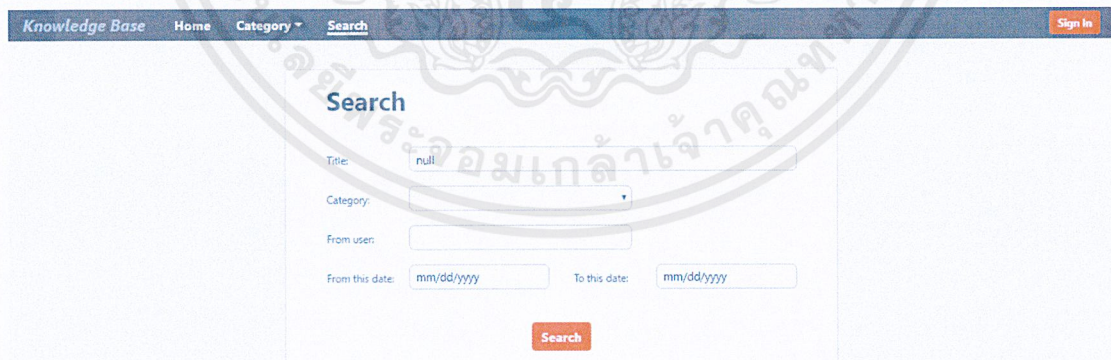 Knowledge Base Home Category Search Sign In
Search
Title: null
Category:
From user:
From this date: mm/dd/yyyy To this date: mm/dd/yyyy
Search